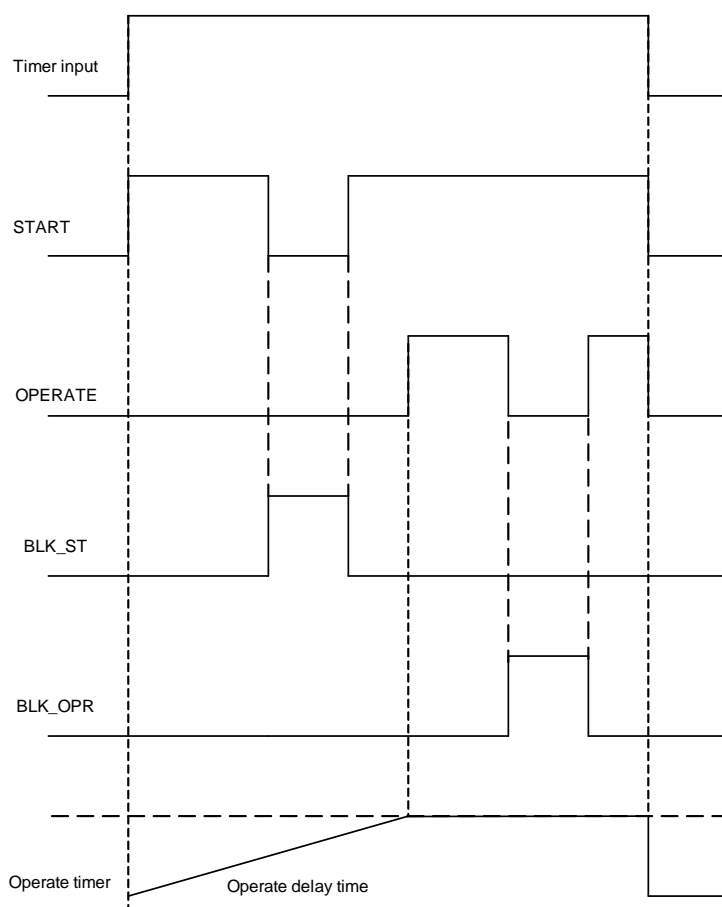 Timer input
START
OPERATE
BLK_ST
BLK_OPR
Operate timer
Operate delay time